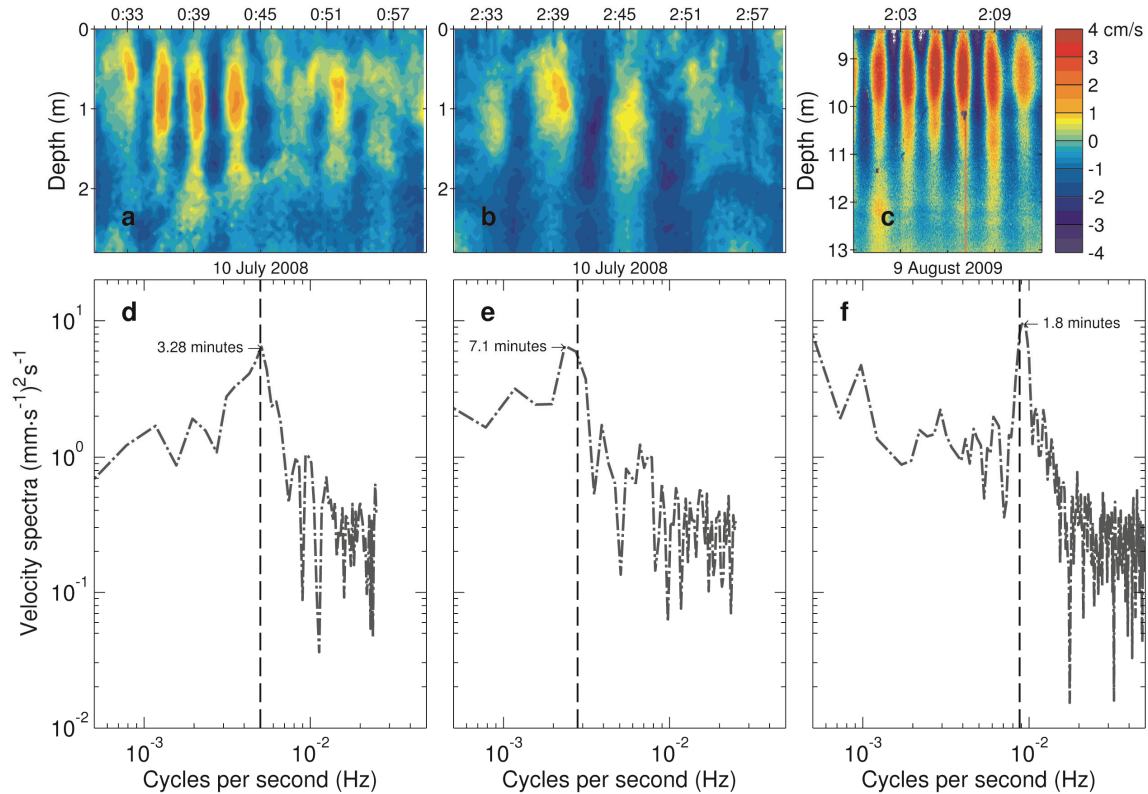 0:33 0:39 0:45 0:51 0:57
2:33 2:39 2:45 2:51 2:57
2:03 2:09
4 cm/s
3
2
1
0
-1
-2
-3
-4
Depth (m)
0
1
2
a
Depth (m)
0
1
2
b
Depth (m)
9
10
11
12
13
c
10 July 2008
10 July 2008
9 August 2009
Velocity spectra (mm·s⁻¹)² s⁻¹
10¹
10⁰
10⁻¹
10⁻²
d
3.28 minutes
e
7.1 minutes
f
1.8 minutes
10⁻³ 10⁻²
10⁻³ 10⁻²
10⁻³ 10⁻²
Cycles per second (Hz)
Cycles per second (Hz)
Cycles per second (Hz)